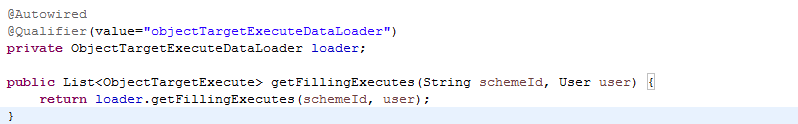 @Autowired
@Qualifier(value="objectTargetExecuteDataLoader")
private ObjectTargetExecuteDataLoader loader;
public List<ObjectTargetExecute> getFillingExecutes(String schemeId, User user) {
return loader.getFillingExecutes(schemeId, user);
}